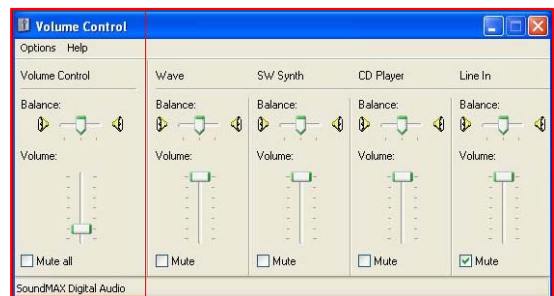 Volume Control
Options Help
Volume Control Wave SW Synth CD Player Line In
Balance: Balance: Balance: Balance: Balance:
Volume: Volume: Volume: Volume: Volume:
Mute all Mute Mute Mute Mute
SoundMAX Digital Audio